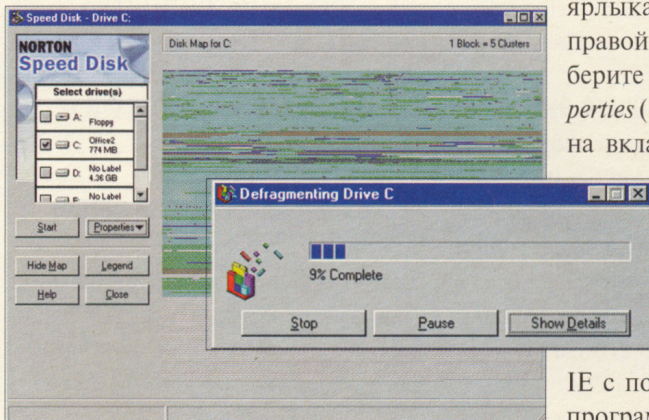 Speed Disk - Drive C:
NORTON
Speed Disk
Select drive(s)
A: Floppy
C: Office2
774 MB
D: No Label
4.36 GB
No Label
Start
Properties
Hide Map
Legend
Help
Close
Disk Map for C:
1 Block = 5 Clusters
Defragmenting Drive C
9% Complete
Stop
Pause
Show Details
ярлыка
правой
берите
perties (
на вкла
IE с по
програм